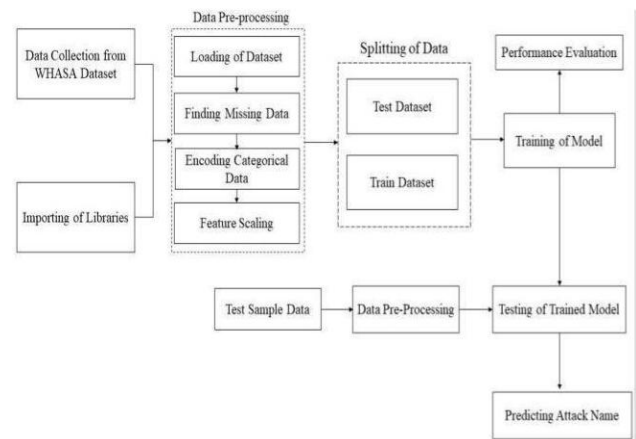 Data Pre-processing
Data Collection from
WHASA Dataset
Importing of Libraries
Loading of Dataset
Finding Missing Data
Encoding Categorical
Data
Feature Scaling
Splitting of Data
Test Dataset
Train Dataset
Performance Evaluation
Training of Model
Test Sample Data
Data Pre-Processing
Testing of Trained Model
Predicting Attack Name